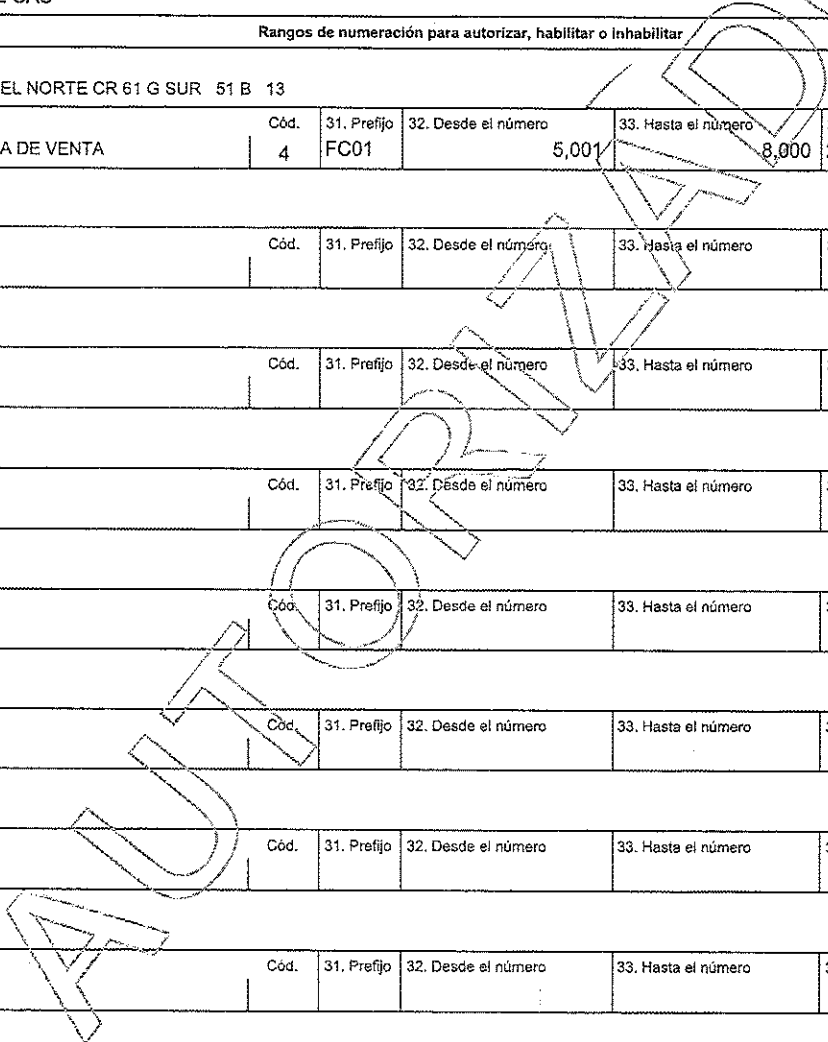 Rangos de numeración para autorizar, habilitar o inhabilitar
EL NORTE CR 61 G SUR 51 B 13
Cód. 31. Prefijo 32. Desde el número 33. Hasta el número
A DE VENTA 4 FC01 5,001 8,000
Cód. 31. Prefijo 32. Desde el número 33. Hasta el número
Cód. 31. Prefijo 32. Desde el número 33. Hasta el número
Cód. 31. Prefijo 32. Desde el número 33. Hasta el número
Cód. 31. Prefijo 32. Desde el número 33. Hasta el número
Cód. 31. Prefijo 32. Desde el número 33. Hasta el número
Cód. 31. Prefijo 32. Desde el número 33. Hasta el número
Cód. 31. Prefijo 32. Desde el número 33. Hasta el número
AUTORIZAD